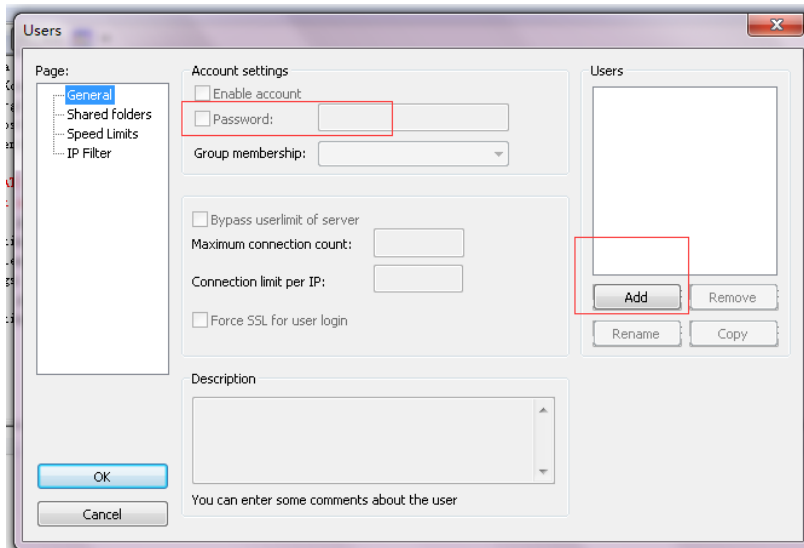 Users
Page:
General
Shared folders
Speed Limits
IP Filter
Account settings
Enable account
Password:
Group membership:
Bypass userlimit of server
Maximum connection count:
Connection limit per IP:
Force SSL for user login
Description
You can enter some comments about the user
Users
Add
Remove
Rename
Copy
OK
Cancel